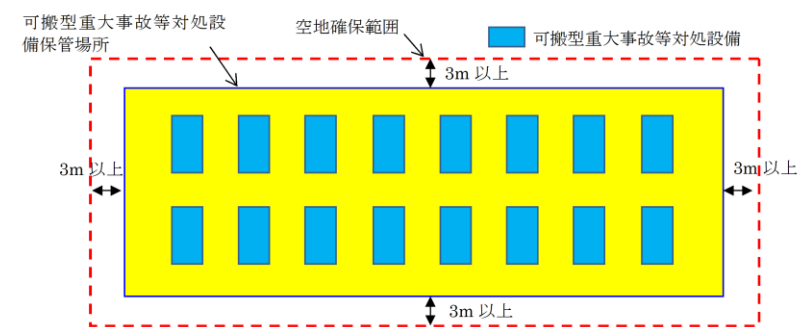 可搬型重大事故等対処設
備保管場所
空地確保範囲
可搬型重大事故等対処設備
3m 以上
3m 以上
3m 以上
3m 以上